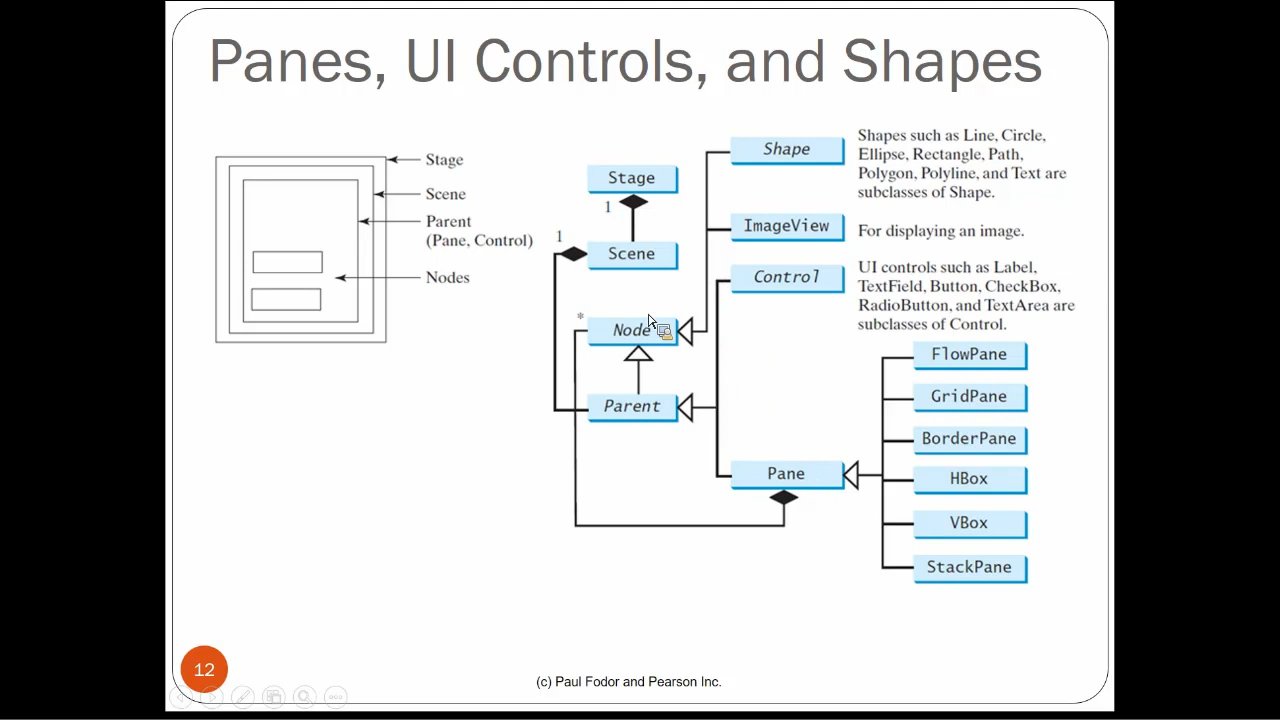 Panes, UI Controls, and Shapes
Stage
Scene
Parent
(Pane, Control)
Nodes
Stage
1
1
Scene
*
Node
Parent
Shape
ImageView
Control
Pane
Shapes such as Line, Circle,
Ellipse, Rectangle, Path,
Polygon, Polyline, and Text are
subclasses of Shape.
For displaying an image.
UI controls such as Label,
TextField, Button, CheckBox,
RadioButton, and TextArea are
subclasses of Control.
FlowPane
GridPane
BorderPane
HBox
VBox
StackPane
12
(c) Paul Fodor and Pearson Inc.